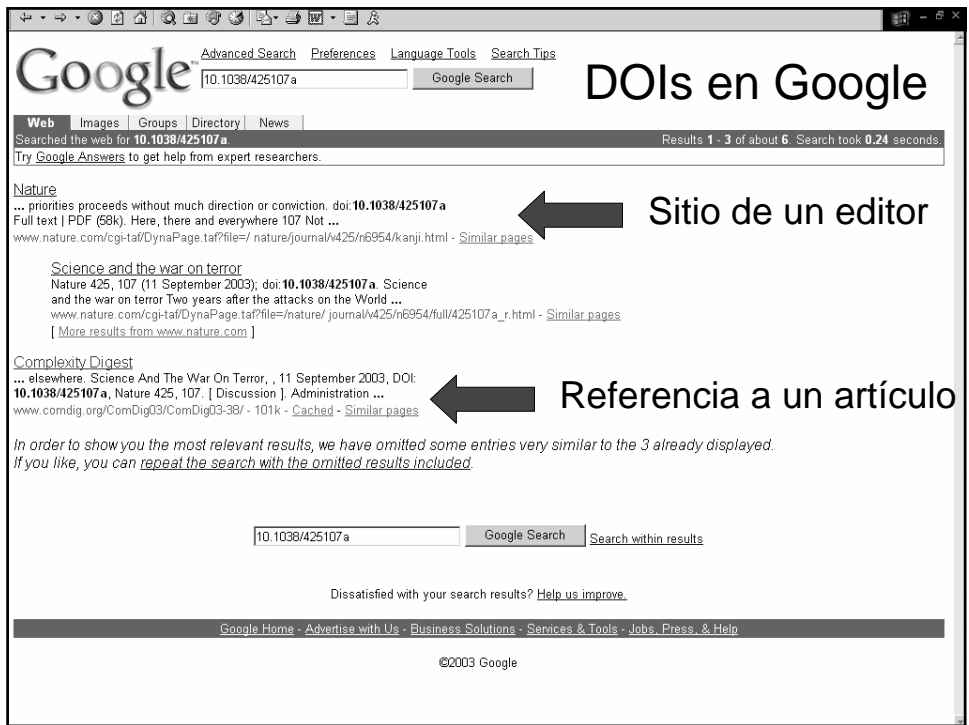 Advanced Search Preferences Language Tools Search Tips
Google™ 10.1038/425107a Google Search
DOIs en Google
Web Images Groups Directory News
Searched the web for 10.1038/425107a. Results 1 - 3 of about 6. Search took 0.24 seconds.
Try Google Answers to get help from expert researchers.
Nature
... priorities proceeds without much direction or conviction. doi:10.1038/425107a
Full text | PDF (58k). Here, there and everywhere 107 Not ...
www.nature.com/cgi-taf/DynaPage.taf?file=/ nature/journal/v425/n6954/kanji.html - Similar pages
Sitio de un editor
Science and the war on terror
Nature 425, 107 (11 September 2003); doi:10.1038/425107a. Science
and the war on terror Two years after the attacks on the World ...
www.nature.com/cgi-taf/DynaPage.taf?file=/nature/ journal/v425/n6954/full/425107a_r.html - Similar pages
[ More results from www.nature.com ]
Complexity Digest
... elsewhere. Science And The War On Terror, , 11 September 2003, DOI:
10.1038/425107a, Nature 425, 107. [ Discussion ]. Administration ...
www.comdig.org/ComDig03/ComDig03-38/ - 101k - Cached - Similar pages
Referencia a un artículo
In order to show you the most relevant results, we have omitted some entries very similar to the 3 already displayed.
If you like, you can repeat the search with the omitted results included.
10.1038/425107a Google Search Search within results
Dissatisfied with your search results? Help us improve.
Google Home - Advertise with Us - Business Solutions - Services & Tools - Jobs, Press, & Help
©2003 Google